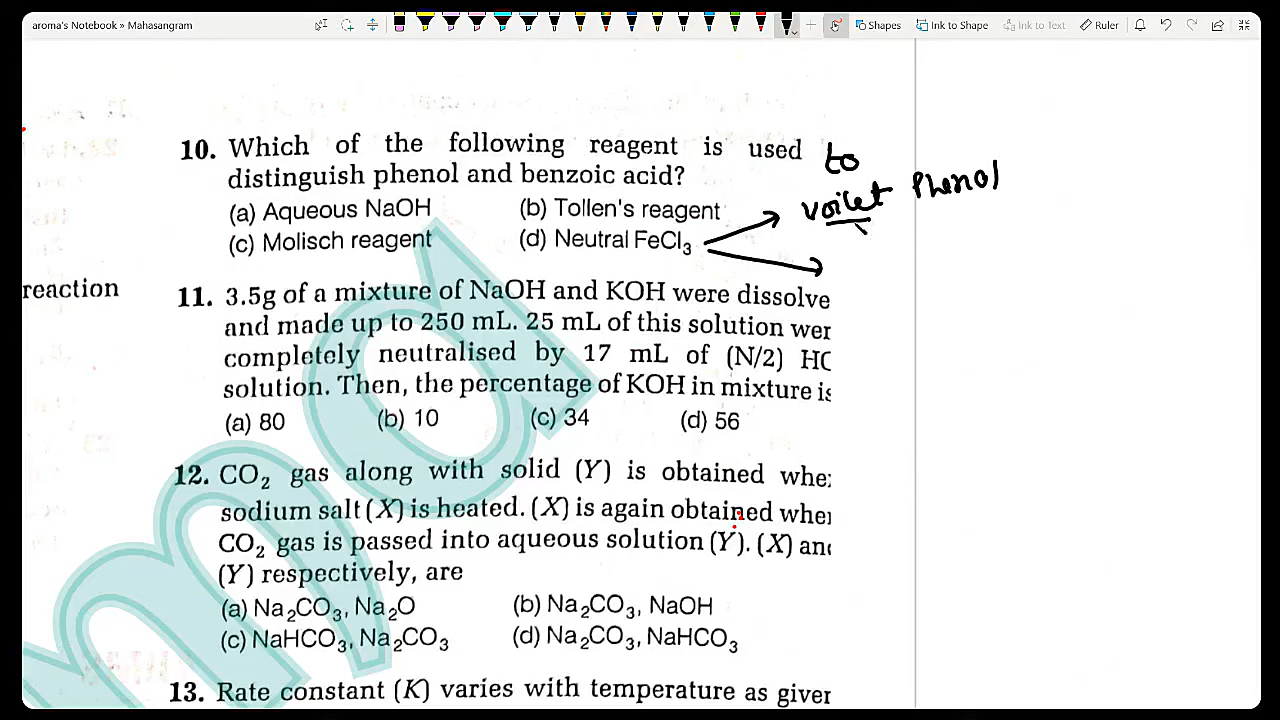 aroma's Notebook » Mahasangram
Shapes Ink to Shape Ink to Text Ruler
10. Which of the following reagent is used to
distinguish phenol and benzoic acid?
(a) Aqueous NaOH (b) Tollen's reagent
(c) Molisch reagent (d) Neutral FeCl₃
voilet Phenol
reaction
11. 3.5g of a mixture of NaOH and KOH were dissolve
and made up to 250 mL. 25 mL of this solution wer
completely neutralised by 17 mL of (N/2) HC
solution. Then, the percentage of KOH in mixture is
(a) 80 (b) 10 (c) 34 (d) 56
12. CO₂ gas along with solid (Y) is obtained whe
sodium salt (X) is heated. (X) is again obtained when
CO₂ gas is passed into aqueous solution (Y). (X) and
(Y) respectively, are
(a) Na₂CO₃, Na₂O (b) Na₂CO₃, NaOH
(c) NaHCO₃, Na₂CO₃ (d) Na₂CO₃, NaHCO₃
13. Rate constant (K) varies with temperature as given